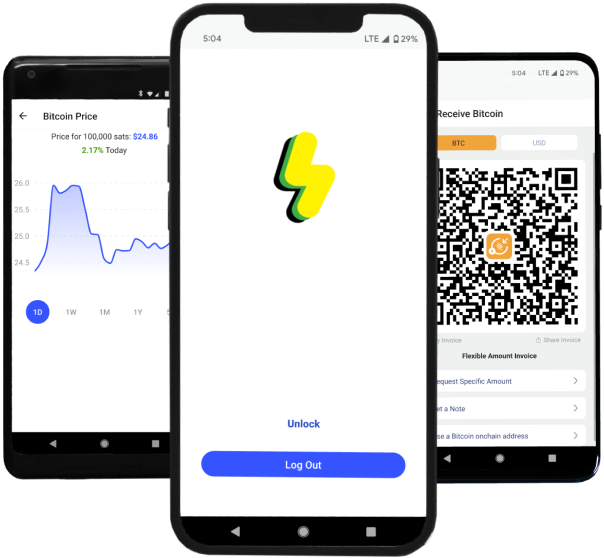 Bitcoin Price
Price for 100,000 sats: $24.86
2.17% Today
26.0
25.5
25.0
24.5
1D 1W 1M 1Y
5:04 LTE 29%
Unlock
Log Out
5:04 LTE 29%
Receive Bitcoin
BTC USD
Invoice Share Invoice
Flexible Amount Invoice
equest Specific Amount
et a Note
se a Bitcoin onchain address